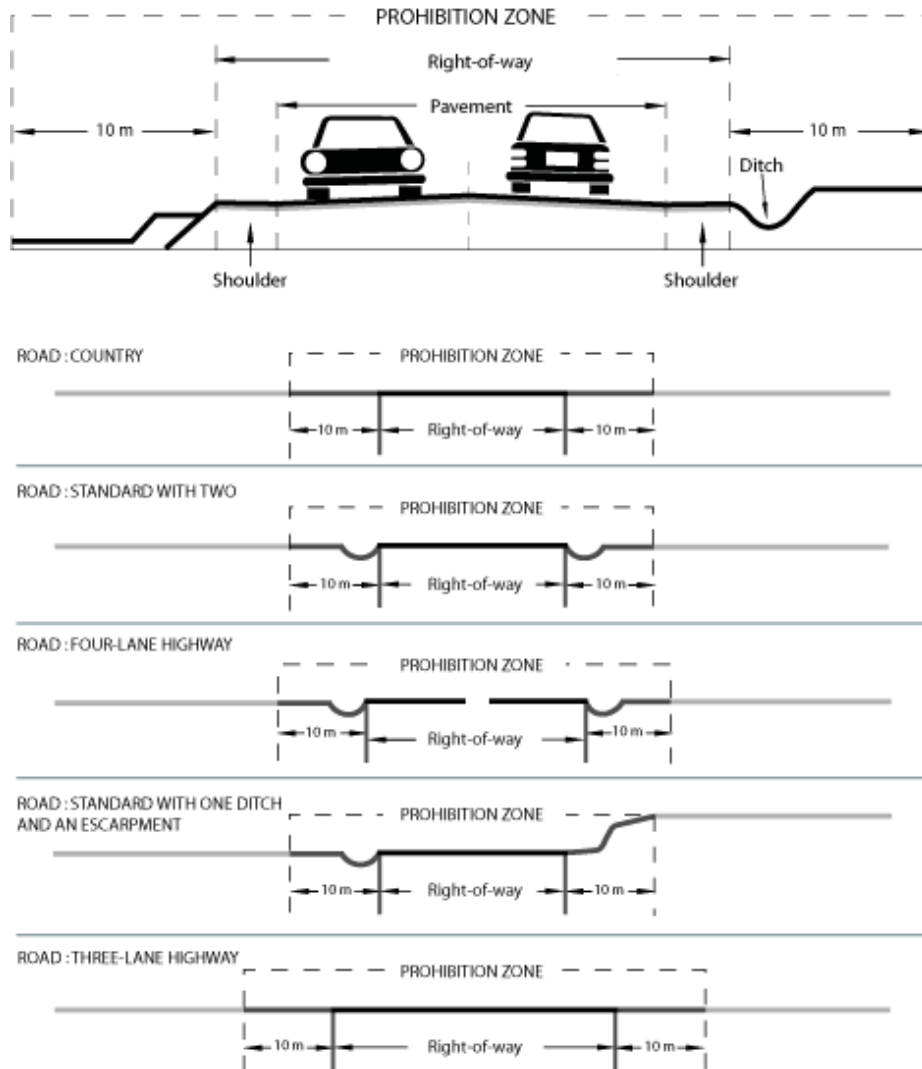 PROHIBITION ZONE
Right-of-way
Pavement
10 m
10 m
Ditch
Shoulder
Shoulder
ROAD : COUNTRY
PROHIBITION ZONE
10 m
Right-of-way
10 m
ROAD : STANDARD WITH TWO
PROHIBITION ZONE
10 m
Right-of-way
10 m
ROAD : FOUR-LANE HIGHWAY
PROHIBITION ZONE
10 m
Right-of-way
10 m
ROAD : STANDARD WITH ONE DITCH
AND AN ESCARPMENT
PROHIBITION ZONE
10 m
Right-of-way
10 m
ROAD : THREE-LANE HIGHWAY
PROHIBITION ZONE
10 m
Right-of-way
10 m